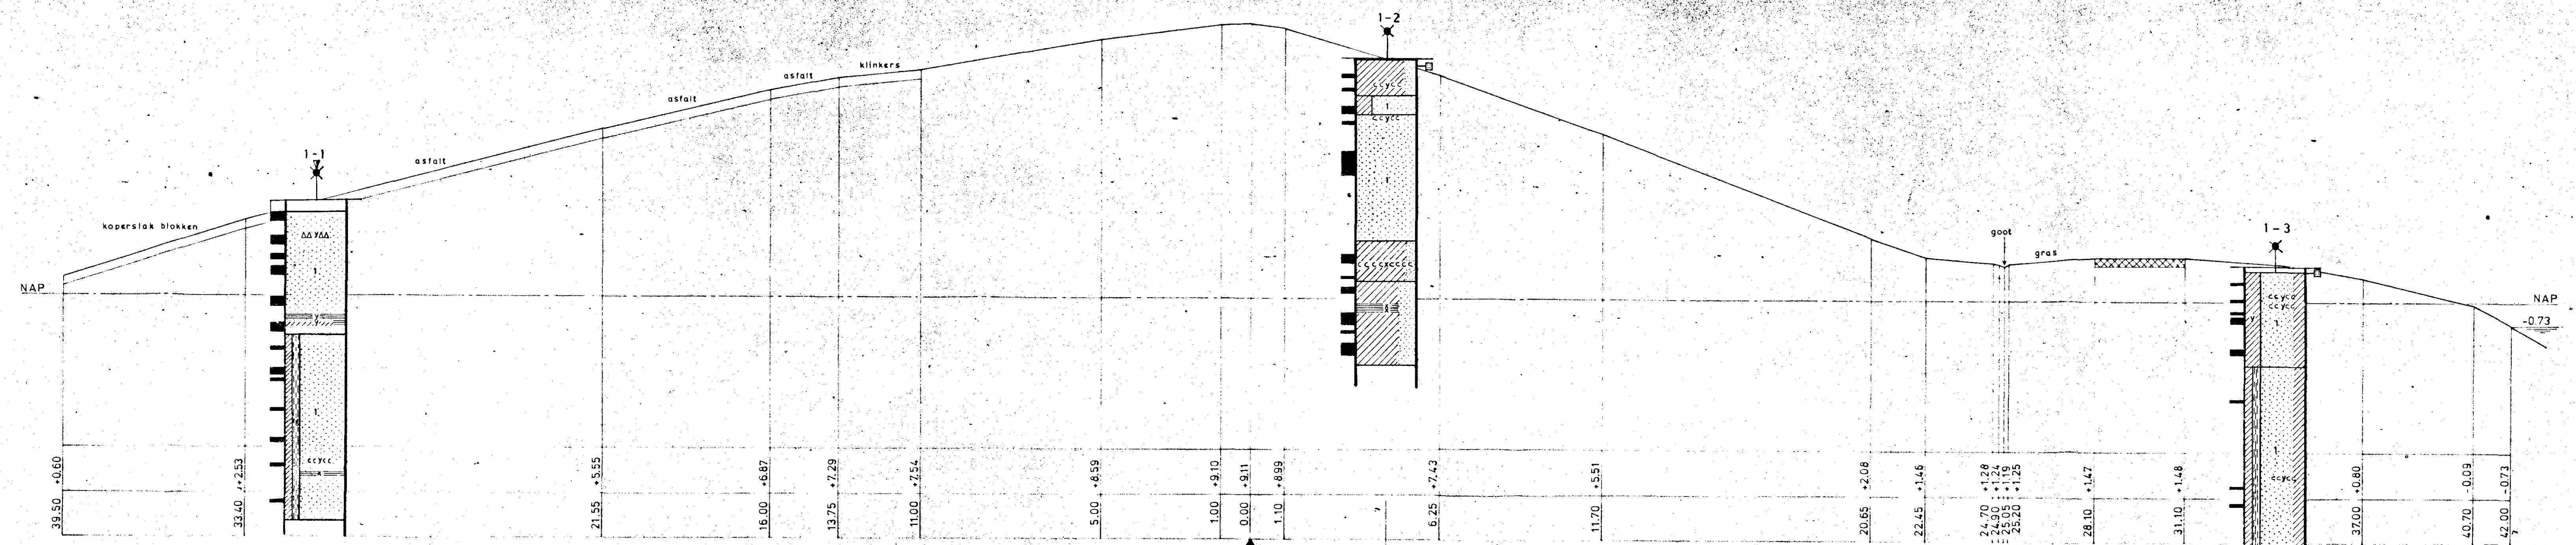 1-2
klinkers
asfalt
asfalt
1-1
asfalt
ccycc
1
ccycc
1
koperslak blokken
ΔΔyΔΔ
1
goot
1-3
gras
ccccxcccc
NAP
NAP
ccycc
ccycc
x
y
y
1
-0.73
1
ccycc
x
1
ccycc
+0.60 +2.53 +5.55 +6.87 +7.29 +7.54 +8.59 +9.10 +9.11 +8.99 +7.43 +5.51 +2.08 +1.46 +1.28 +1.24 +1.19 +1.25 +1.47 +1.48 +0.80 -0.09 -0.73
39.50 33.40 21.55 16.00 13.75 11.00 5.00 1.00 0.00 1.10 6.25 11.70 20.65 22.45 24.70 24.90 25.05 25.20 28.10 31.10 37.00 40.70 42.00